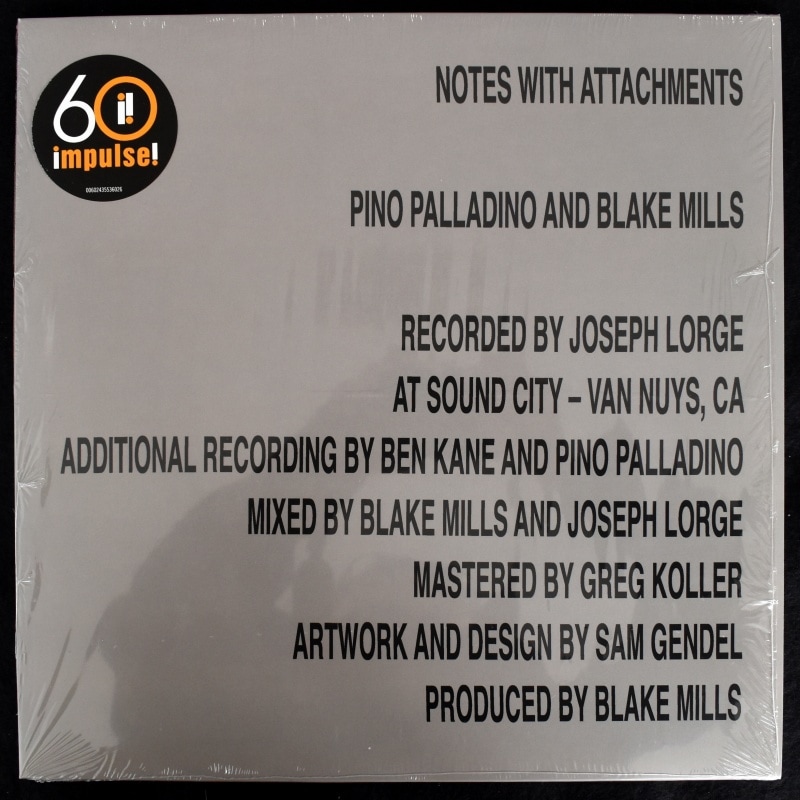 60 i!
impulse!
00602435536026
NOTES WITH ATTACHMENTS
PINO PALLADINO AND BLAKE MILLS
RECORDED BY JOSEPH LORGE
AT SOUND CITY – VAN NUYS, CA
ADDITIONAL RECORDING BY BEN KANE AND PINO PALLADINO
MIXED BY BLAKE MILLS AND JOSEPH LORGE
MASTERED BY GREG KOLLER
ARTWORK AND DESIGN BY SAM GENDEL
PRODUCED BY BLAKE MILLS